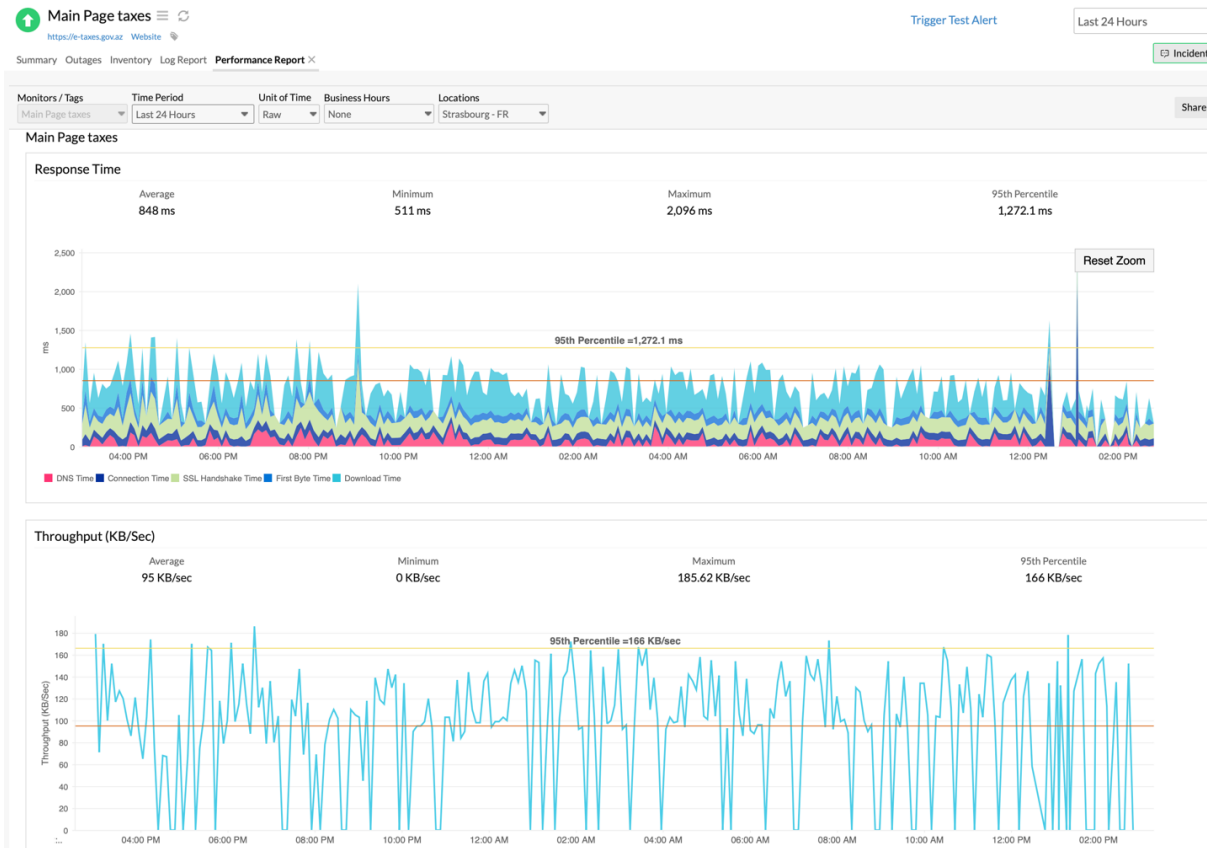 Main Page taxes
Trigger Test Alert
Last 24 Hours
https://e-taxes.gov.az Website
Incident
Summary Outages Inventory Log Report Performance Report
Monitors / Tags Time Period Unit of Time Business Hours Locations
Main Page taxes Last 24 Hours Raw None Strasbourg - FR
Share
Main Page taxes
Response Time
Average Minimum Maximum 95th Percentile
848 ms 511 ms 2,096 ms 1,272.1 ms
2,500
Reset Zoom
2,000
1,500
95th Percentile =1,272.1 ms
ms
1,000
500
0
04:00 PM 06:00 PM 08:00 PM 10:00 PM 12:00 AM 02:00 AM 04:00 AM 06:00 AM 08:00 AM 10:00 AM 12:00 PM 02:00 PM
DNS Time Connection Time SSL Handshake Time First Byte Time Download Time
Throughput (KB/Sec)
Average Minimum Maximum 95th Percentile
95 KB/sec 0 KB/sec 185.62 KB/sec 166 KB/sec
180
95th Percentile =166 KB/sec
160
140
120
100
Throughput (KB/Sec)
80
60
40
20
0
:.. 04:00 PM 06:00 PM 08:00 PM 10:00 PM 12:00 AM 02:00 AM 04:00 AM 06:00 AM 08:00 AM 10:00 AM 12:00 PM 02:00 PM